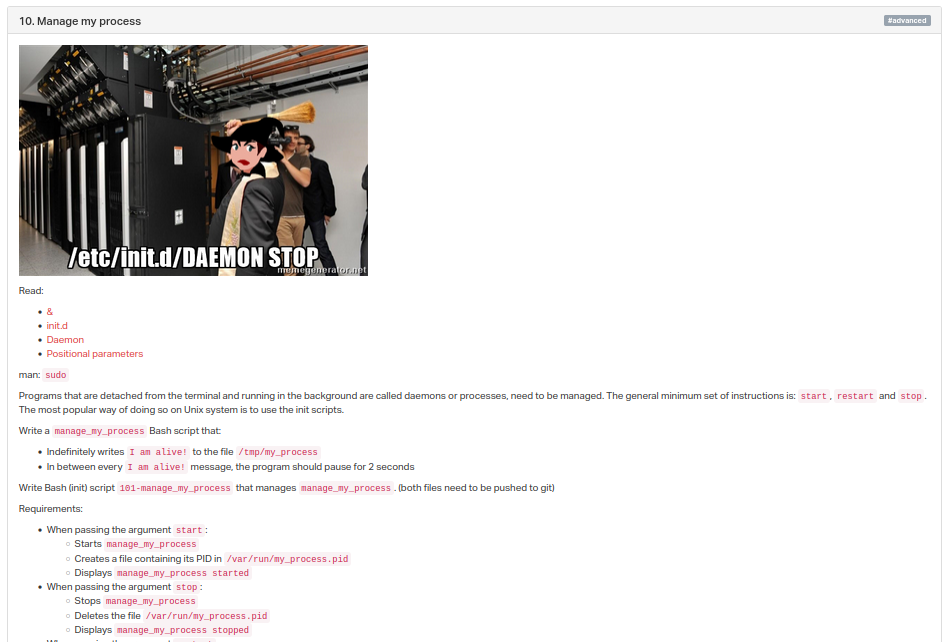 10. Manage my process
#advanced
/etc/init.d/DAEMON STOP
memegenerator.net
Read:
• &
• init.d
• Daemon
• Positional parameters
man: sudo
Programs that are detached from the terminal and running in the background are called daemons or processes, need to be managed. The general minimum set of instructions is: start, restart and stop.
The most popular way of doing so on Unix system is to use the init scripts.
Write a manage_my_process Bash script that:
• Indefinitely writes I am alive! to the file /tmp/my_process
• In between every I am alive! message, the program should pause for 2 seconds
Write Bash (init) script 101-manage_my_process that manages manage_my_process. (both files need to be pushed to git)
Requirements:
• When passing the argument start:
◦ Starts manage_my_process
◦ Creates a file containing its PID in /var/run/my_process.pid
◦ Displays manage_my_process started
• When passing the argument stop:
◦ Stops manage_my_process
◦ Deletes the file /var/run/my_process.pid
◦ Displays manage_my_process stopped